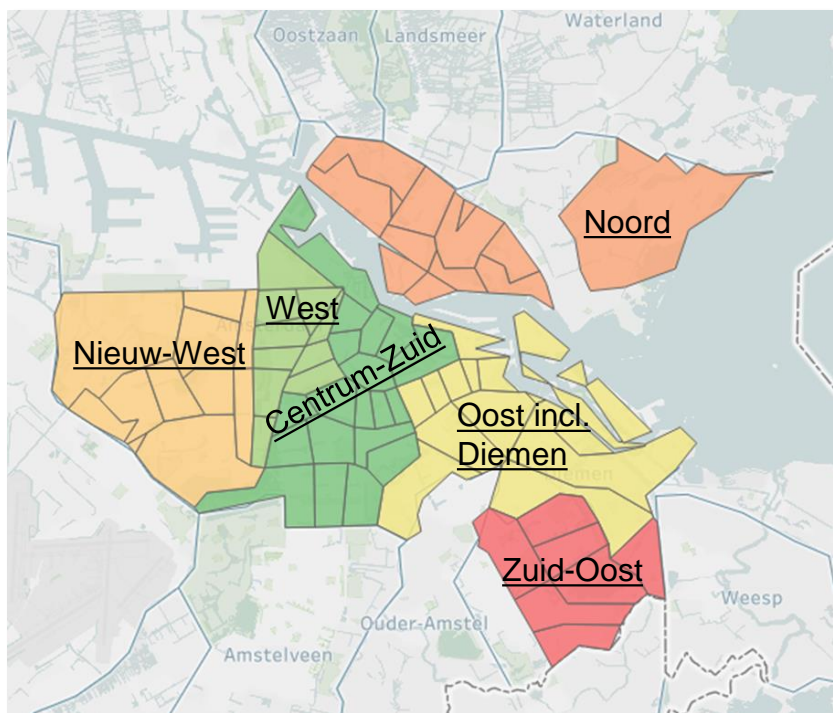 Waterland
Oostzaan
Landsmeer
Noord
West
Nieuw-West
Centrum-Zuid
Oost incl.
Diemen
Zuid-Oost
Weesp
Ouder-Amstel
Amstelveen